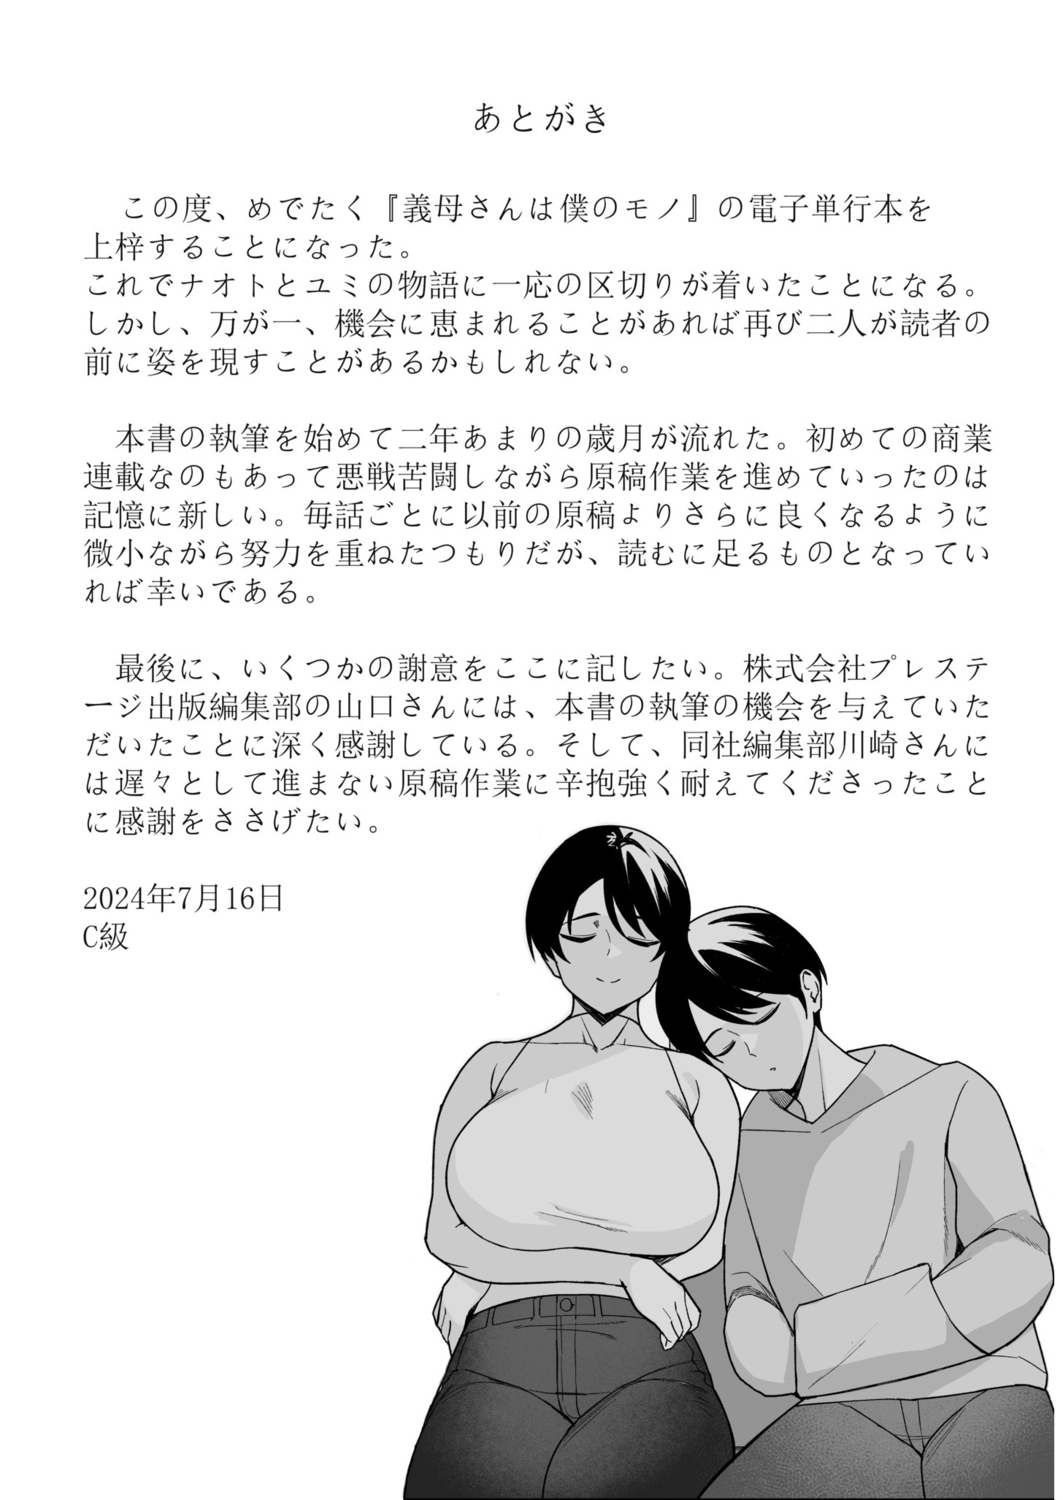 あとがき
この度、めでたく『義母さんは僕のモノ』の電子単行本を
上梓することになった。
これでナオトとユミの物語に一応の区切りが着いたことになる。
しかし、万が一、機会に恵まれることがあれば再び二人が読者の
前に姿を現すことがあるかもしれない。
本書の執筆を始めて二年あまりの歳月が流れた。初めての商業
連載なのもあって悪戦苦闘しながら原稿作業を進めていったのは
記憶に新しい。毎話ごとに以前の原稿よりさらに良くなるように
微小ながら努力を重ねたつもりだが、読むに足るものとなってい
れば幸いである。
最後に、いくつかの謝意をここに記したい。株式会社プレステ
ージ出版編集部の山口さんには、本書の執筆の機会を与えていた
だいたことに深く感謝している。そして、同社編集部川崎さんに
は遅々として進まない原稿作業に辛抱強く耐えてくださったこと
に感謝をささげたい。
2024年7月16日
C級